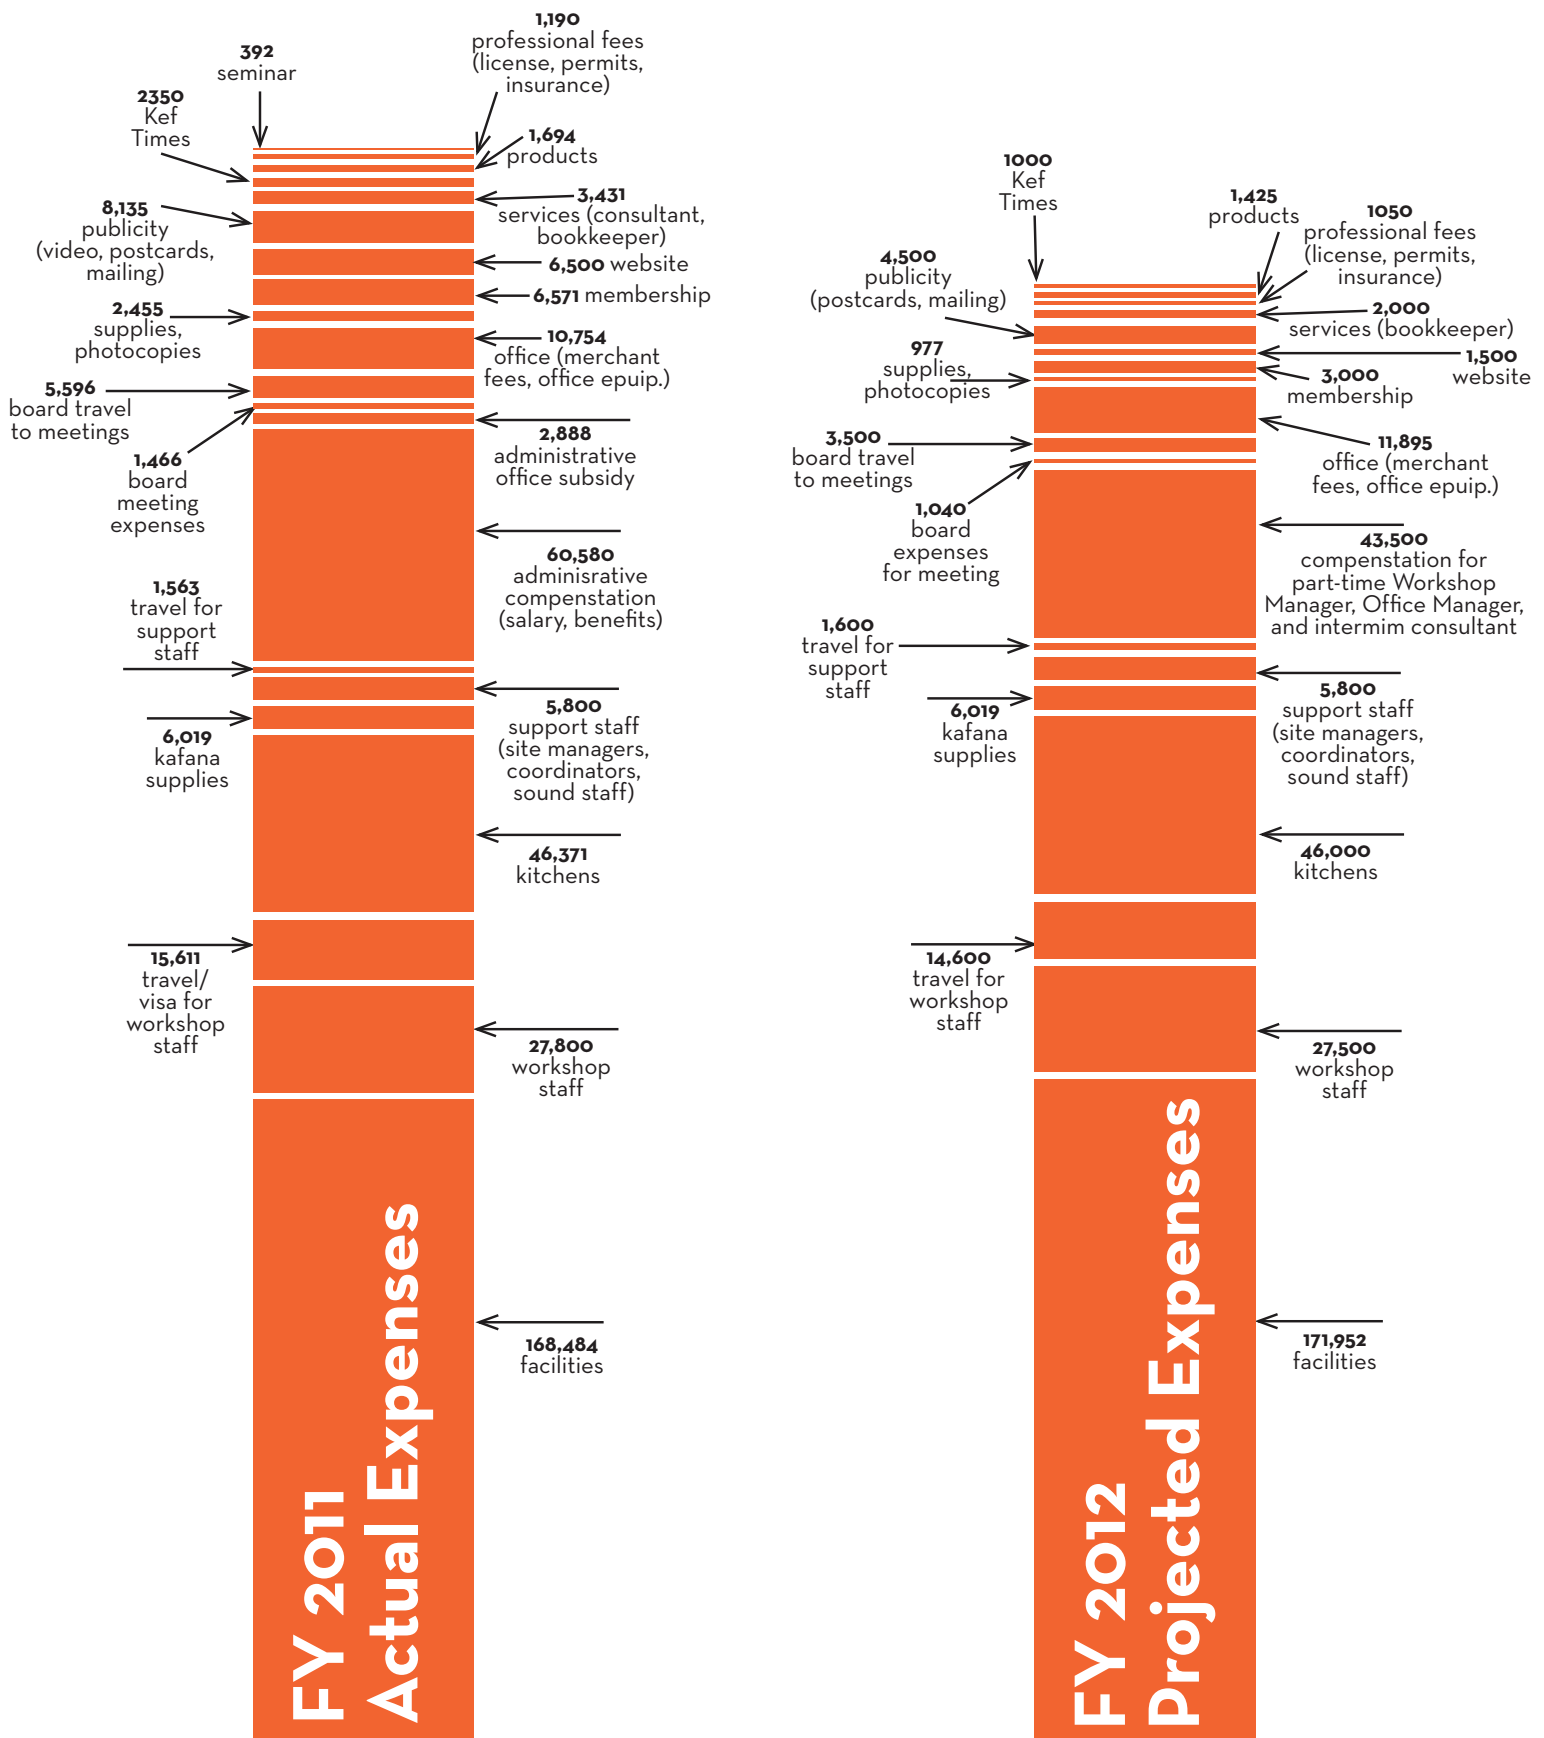 392
seminar
2350
Kef
Times
8,135
publicity
(video, postcards,
mailing)
2,455
supplies,
photocopies
5,596
board travel
to meetings
1,466
board
meeting
expenses
1,563
travel for
support
staff
6,019
kafana
supplies
15,611
travel/
visa for
workshop
staff
1,190
professional fees
(license, permits,
insurance)
1,694
products
3,431
services (consultant,
bookkeeper)
6,500 website
6,571 membership
10,754
office (merchant
fees, office epuip.)
2,888
administrative
office subsidy
60,580
adminisrative
compenstation
(salary, benefits)
5,800
support staff
(site managers,
coordinators,
sound staff)
46,371
kitchens
27,800
workshop
staff
168,484
facilities
FY 2011
Actual Expenses
1000
Kef
Times
4,500
publicity
(postcards, mailing)
977
supplies,
photocopies
3,500
board travel
to meetings
1,040
board
expenses
for meeting
1,600
travel for
support
staff
6,019
kafana
supplies
14,600
travel for
workshop
staff
1,425
products
1050
professional fees
(license, permits,
insurance)
2,000
services (bookkeeper)
1,500
website
3,000
membership
11,895
office (merchant
fees, office epuip.)
43,500
compenstation for
part-time Workshop
Manager, Office Manager,
and intermim consultant
5,800
support staff
(site managers,
coordinators,
sound staff)
46,000
kitchens
27,500
workshop
staff
171,952
facilities
FY 2012
Projected Expenses